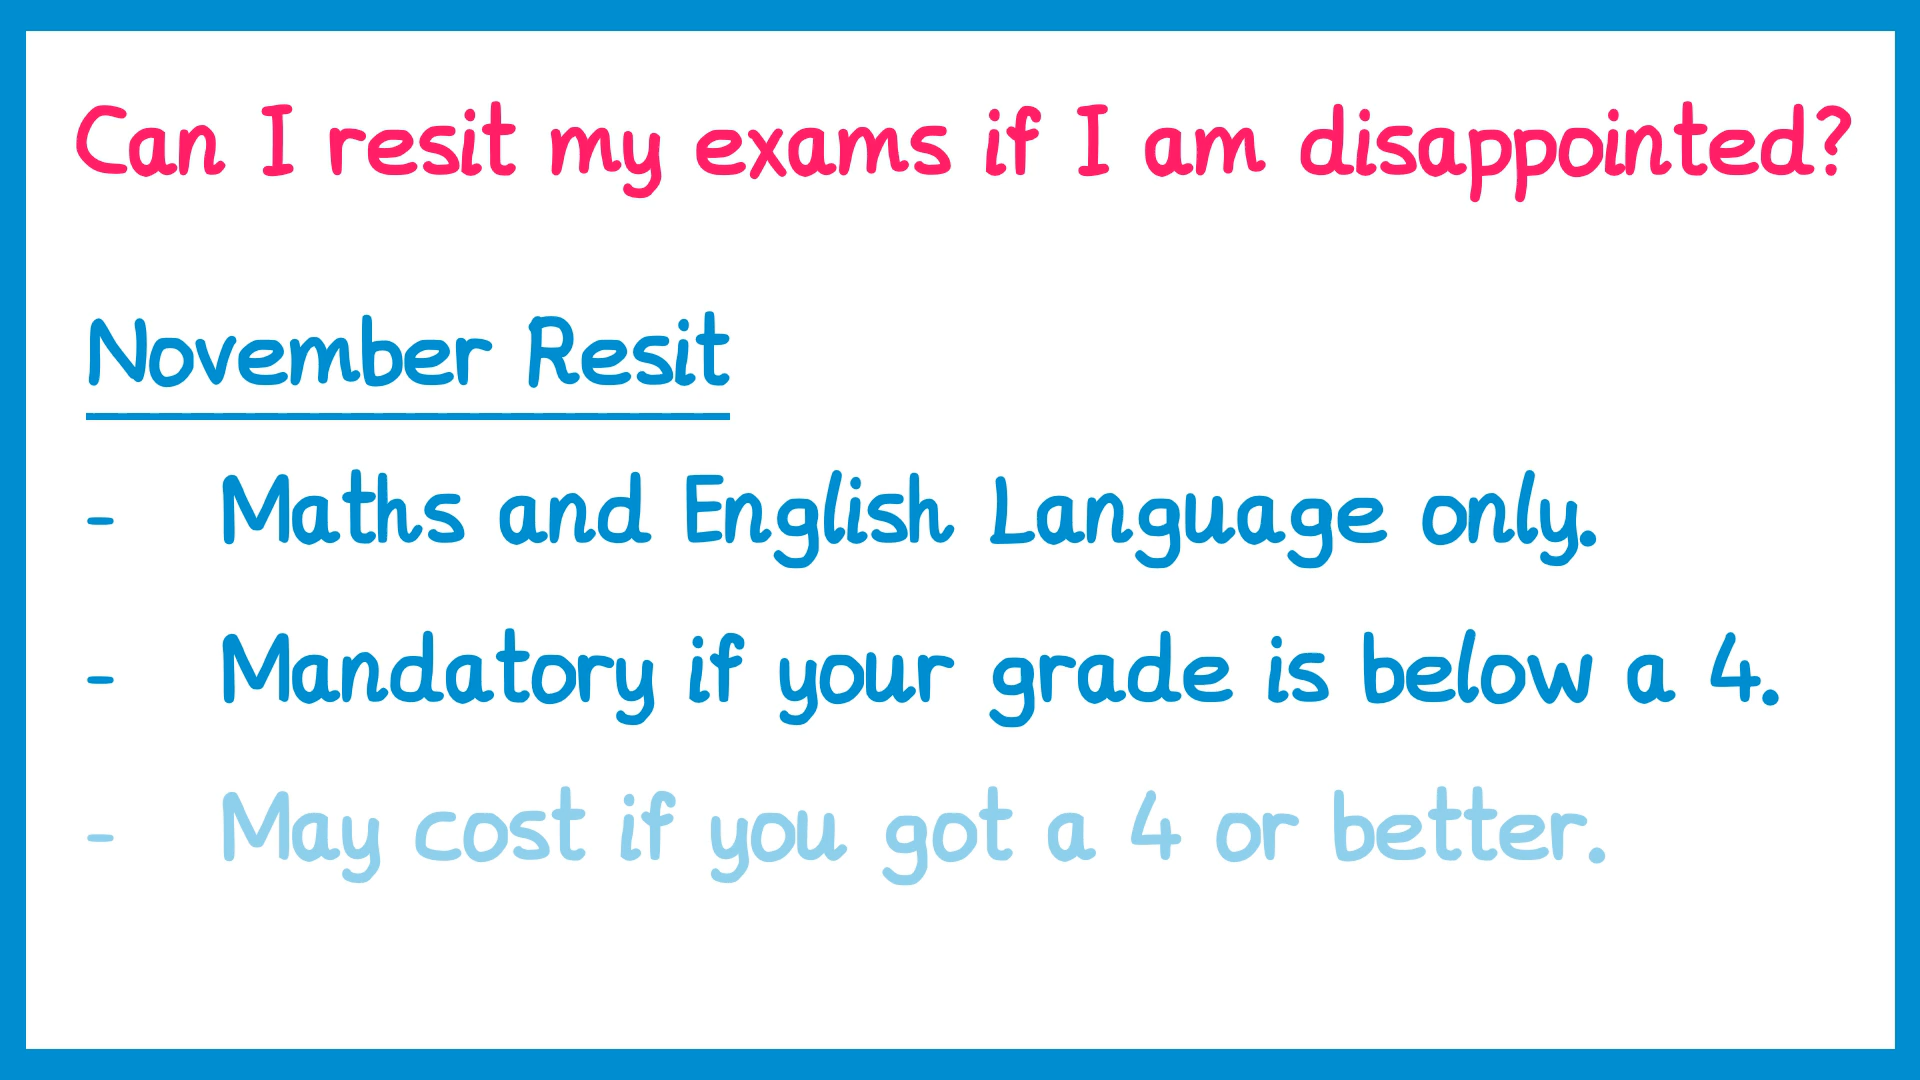 Can I resit my exams if I am disappointed?
November Resit
- Maths and English Language only.
- Mandatory if your grade is below a 4.
- May cost if you got a 4 or better.